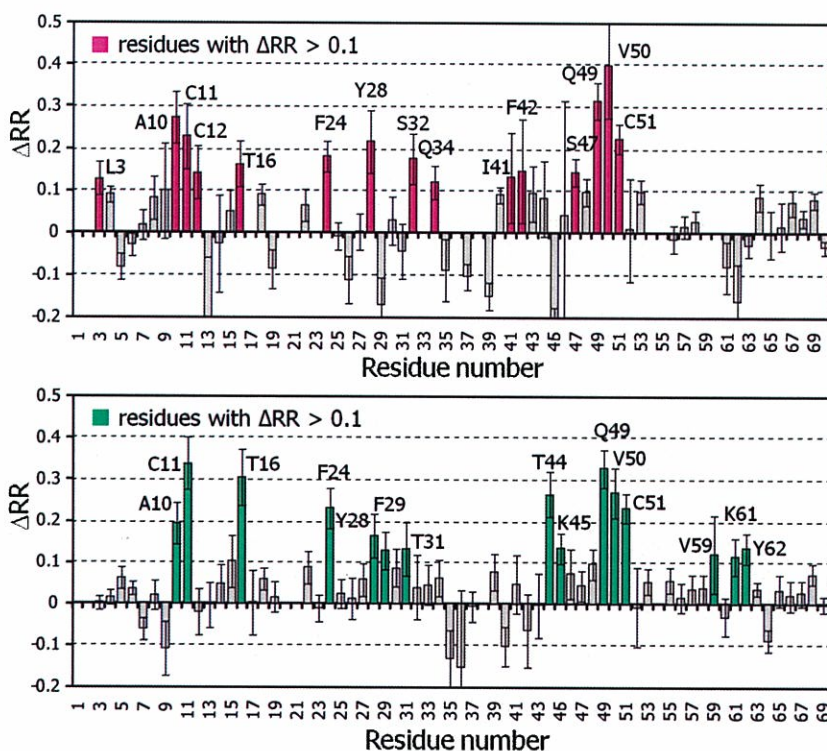 0.5
residues with ΔRR > 0.1
V50
0.4
Q49
C11
Y28
0.3
A10
F42
C12
F24
S32
C51
0.2
Q34
S47
L3
T16
I41
0.1
0
-0.1
-0.2
ΔRR
1 3 5 7 9 11 13 15 17 19 21 23 25 27 29 31 33 35 37 39 41 43 45 47 49 51 53 55 57 59 61 63 65 67 69
Residue number
0.5
residues with ΔRR > 0.1
Q49
0.4
C11
T16
T44
V50
0.3
F24
A10
F29
C51
0.2
Y28
K45
K61
T31
V59
Y62
0.1
0
-0.1
-0.2
ΔRR
1 3 5 7 9 11 13 15 17 19 21 23 25 27 29 31 33 35 37 39 41 43 45 47 49 51 53 55 57 59 61 63 65 67 69
Residue number